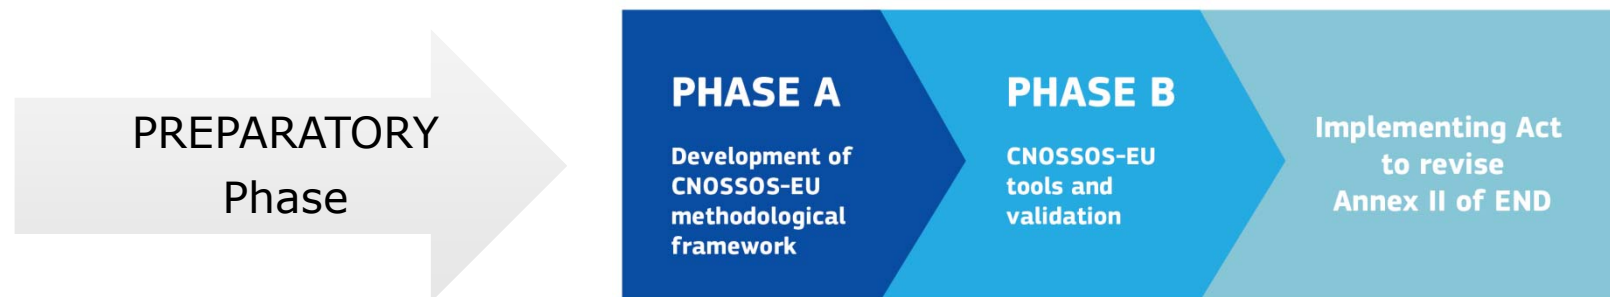 PREPARATORY
Phase
PHASE A
Development of
CNOSSOS-EU
methodological
framework
PHASE B
CNOSSOS-EU
tools and
validation
Implementing Act
to revise
Annex II of END